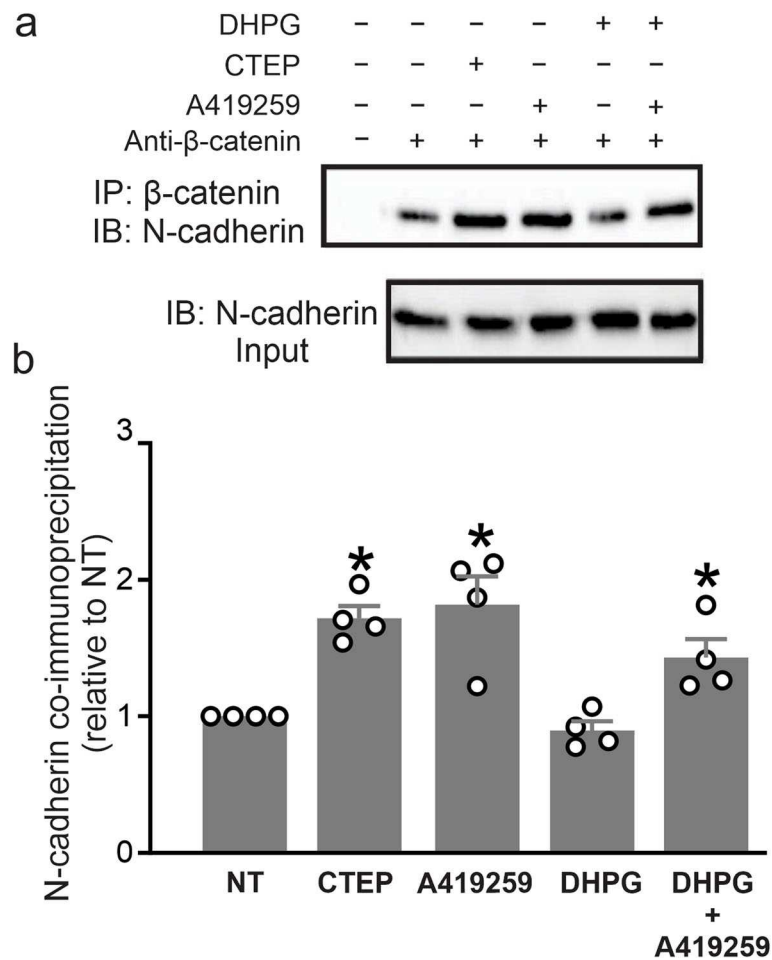 a
DHPG – – – – + +
CTEP – – + – – –
A419259 – – – + – +
Anti-β-catenin – + + + + +
IP: β-catenin
IB: N-cadherin
IB: N-cadherin
Input
b
N-cadherin co-immunoprecipitation
(relative to NT)
3
2
1
0
* * *
NT CTEP A419259 DHPG DHPG
+
A419259